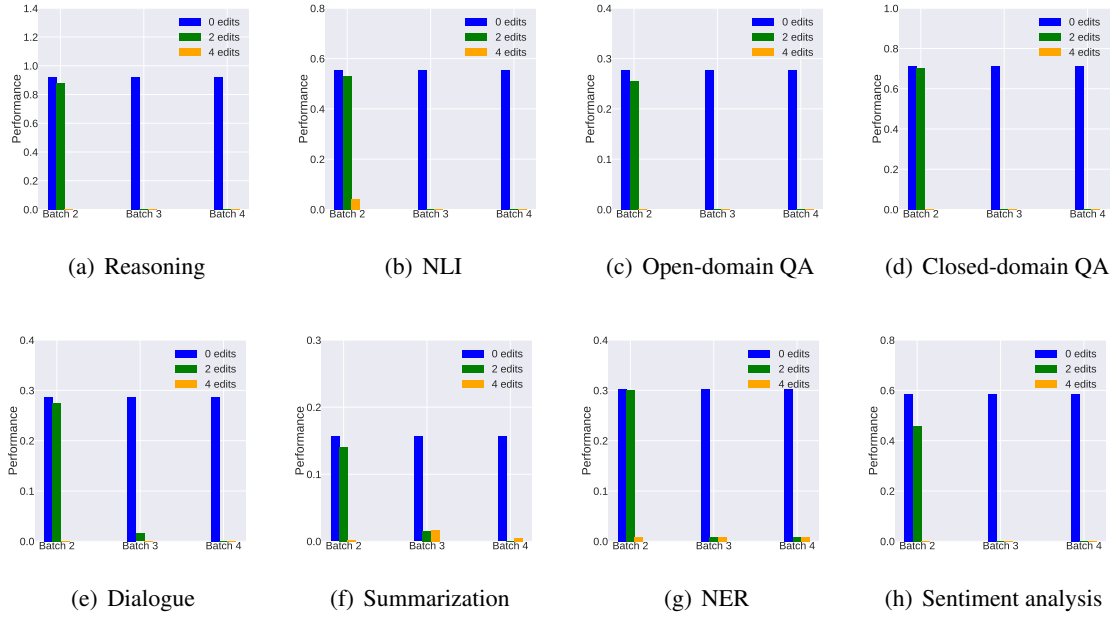 1.4
1.2
1.0
0.8
0.6
0.4
0.2
0.0
Performance
0 edits
2 edits
4 edits
Batch 2
Batch 3
Batch 4
(a) Reasoning
0.8
0.6
0.4
0.2
0.0
Performance
0 edits
2 edits
4 edits
Batch 2
Batch 3
Batch 4
(b) NLI
0.4
0.3
0.2
0.1
0.0
Performance
0 edits
2 edits
4 edits
Batch 2
Batch 3
Batch 4
(c) Open-domain QA
1.0
0.8
0.6
0.4
0.2
0.0
Performance
0 edits
2 edits
4 edits
Batch 2
Batch 3
Batch 4
(d) Closed-domain QA
0.4
0.3
0.2
0.1
0.0
Performance
0 edits
2 edits
4 edits
Batch 2
Batch 3
Batch 4
(e) Dialogue
0.3
0.2
0.1
0.0
Performance
0 edits
2 edits
4 edits
Batch 2
Batch 3
Batch 4
(f) Summarization
0.4
0.3
0.2
0.1
0.0
Performance
0 edits
2 edits
4 edits
Batch 2
Batch 3
Batch 4
(g) NER
0.8
0.6
0.4
0.2
0.0
Performance
0 edits
2 edits
4 edits
Batch 2
Batch 3
Batch 4
(h) Sentiment analysis